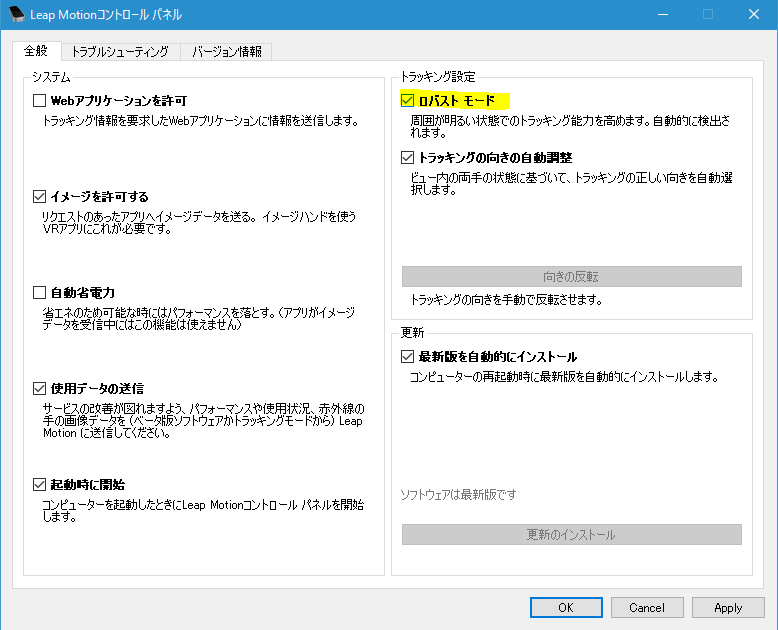 Leap Motionコントロール パネル
全般
トラブルシューティング
バージョン情報
システム
Webアプリケーションを許可
トラッキング情報を要求したWebアプリケーションに情報を送信します。
イメージを許可する
リクエストのあったアプリへイメージデータを送る。イメージハンドを使う
VRアプリにこれが必要です。
自動省電力
省エネのため可能な時にはパフォーマンスを落とす。（アプリがイメージ
データを受信中にはこの機能は使えません）
使用データの送信
サービスの改善が図れますよう、パフォーマンスや使用状況、赤外線の
手の画像データを（ベータ版ソフトウェアかトラッキングモードから） Leap
Motion に送信してください。
起動時に開始
コンピューターを起動したときにLeap Motionコントロール パネルを開始
します。
トラッキング設定
ロバスト モード
周囲が明るい状態でのトラッキング能力を高めます。自動的に検出さ
れます。
トラッキングの向きの自動調整
ビュー内の両手の状態に基づいて、トラッキングの正しい向きを自動選
択します。
向きの反転
トラッキングの向きを手動で反転させます。
更新
最新版を自動的にインストール
コンピューターの再起動時に最新版を自動的にインストールします。
ソフトウェアは最新版です
更新のインストール
OK
Cancel
Apply